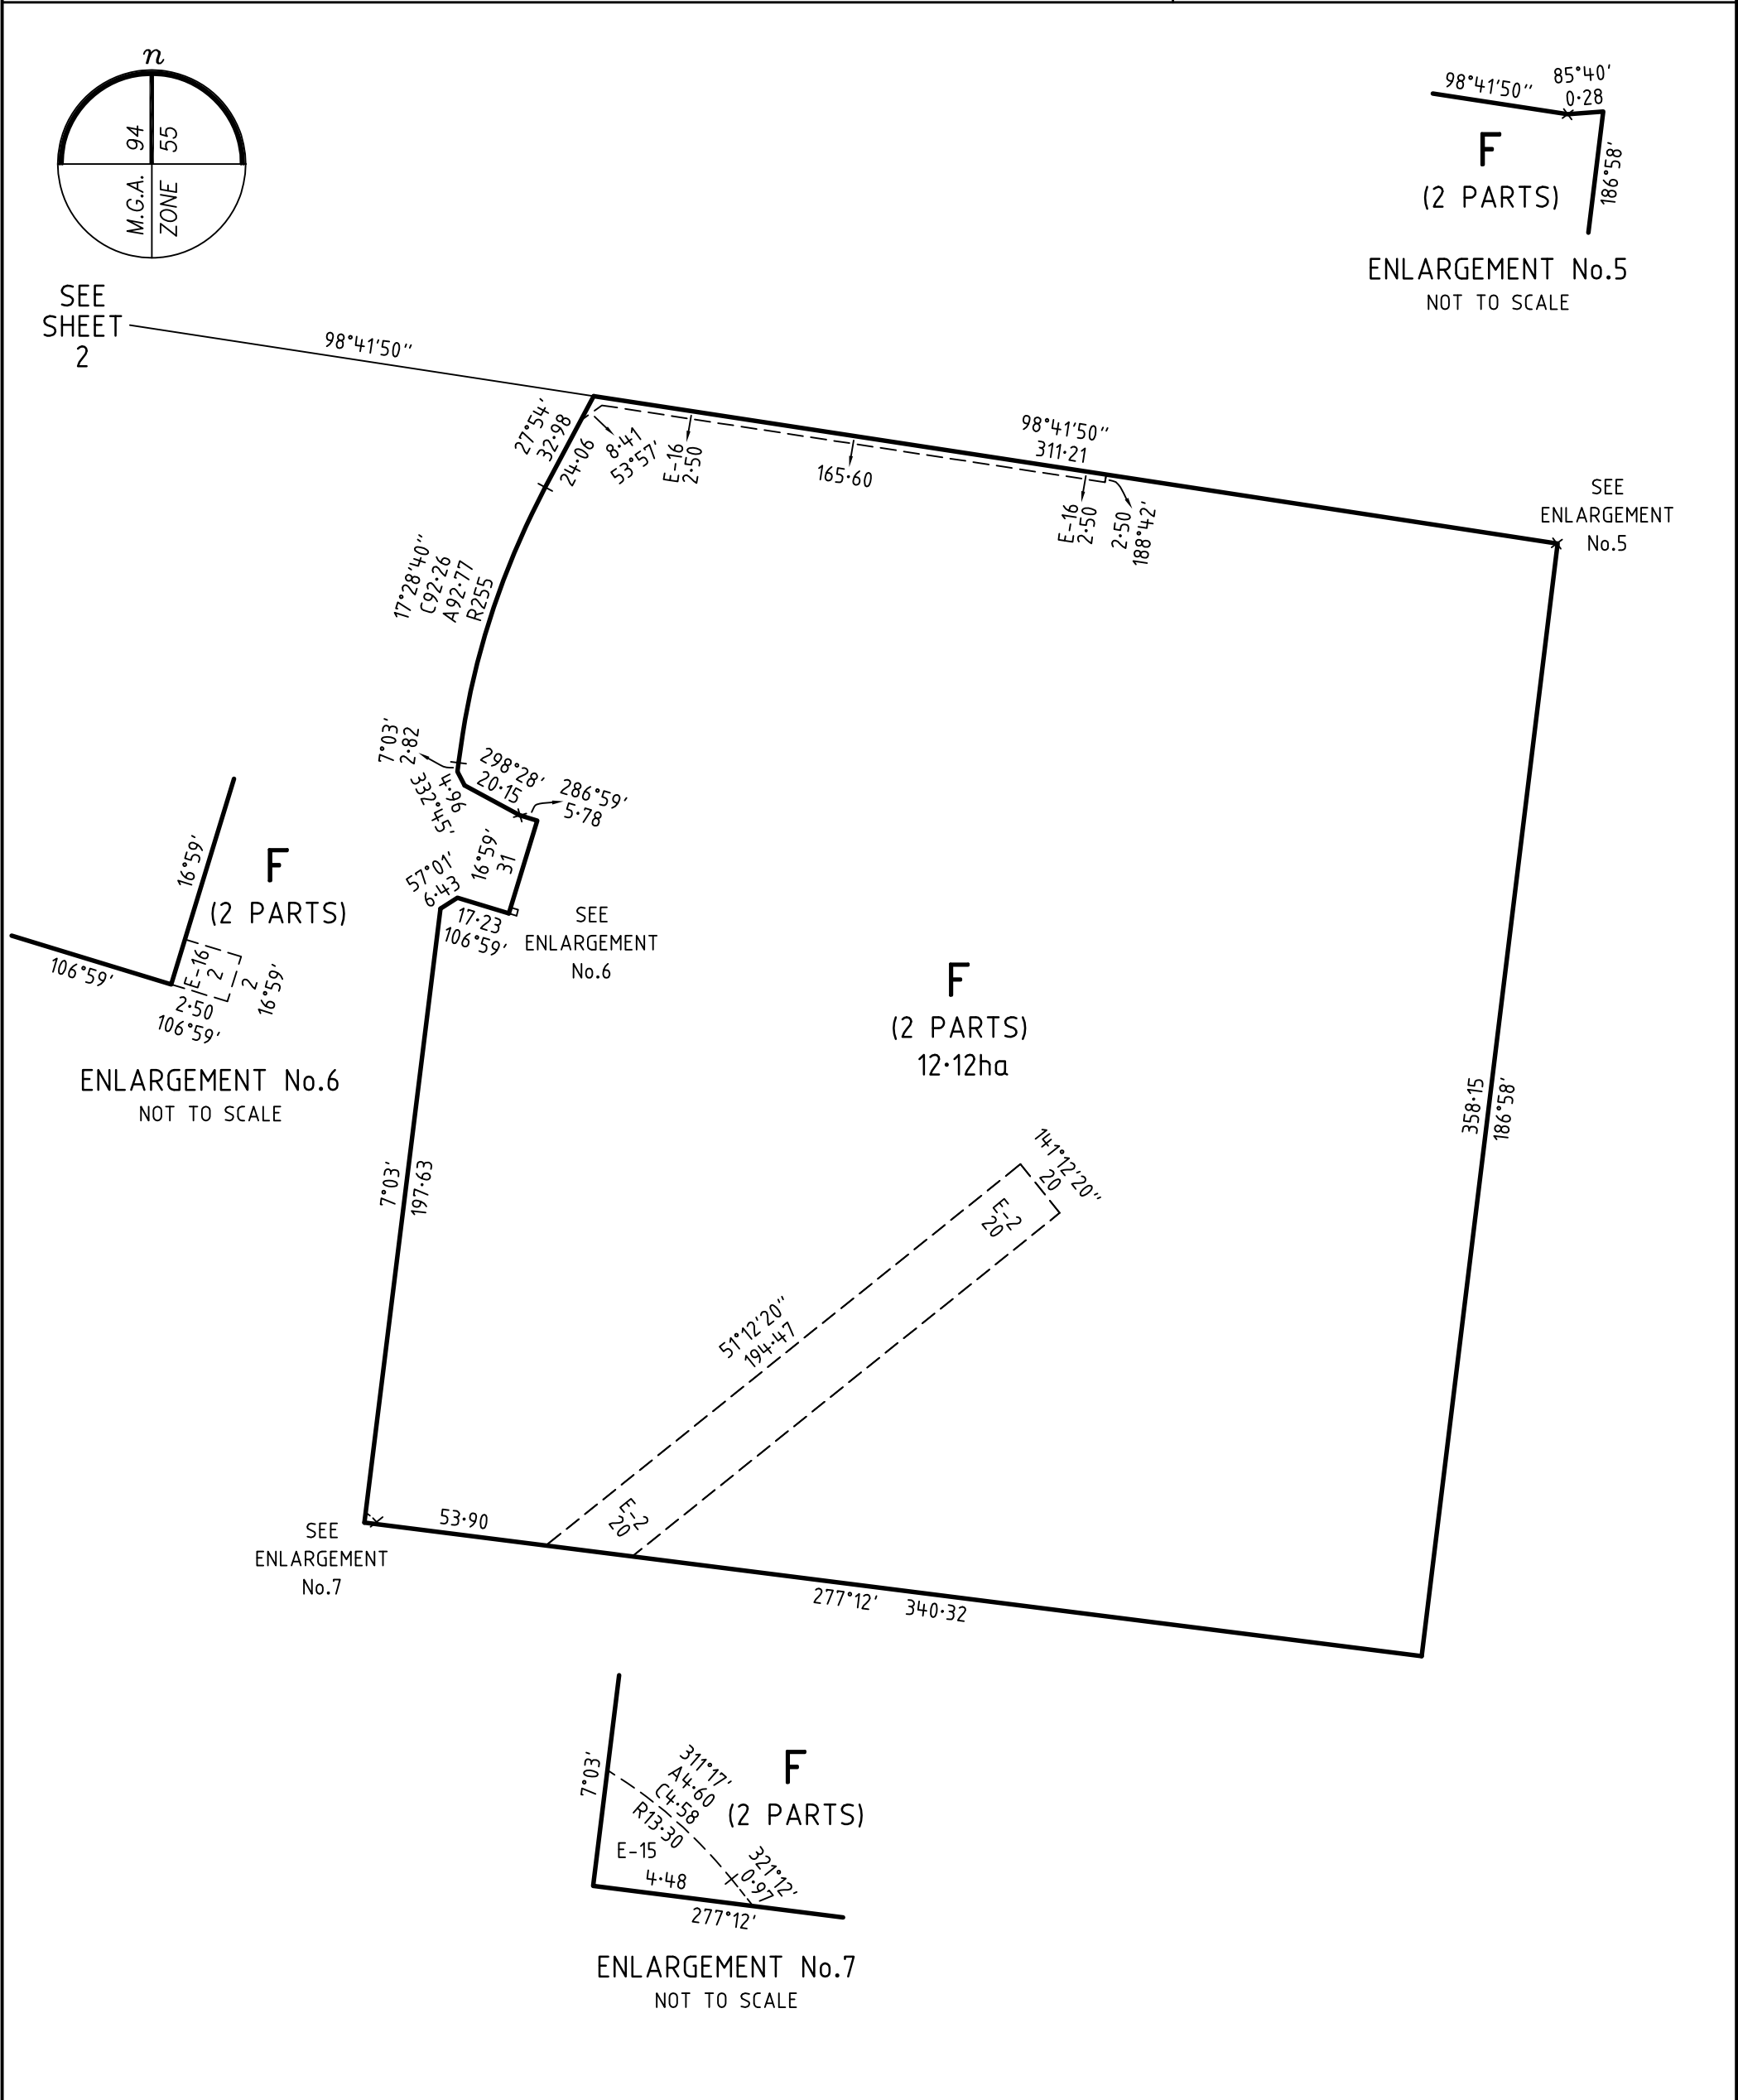 n
M.G.A. 94
ZONE 55
98°41'50"
85°40'
0·28
186°58'
F
(2 PARTS)
ENLARGEMENT No.5
NOT TO SCALE
SEE
SHEET
2
98°41'50"
27°54'
32·98
24·06
8·41
53°57'
E-16
2·50
165·60
98°41'50"
311·21
E-16
2·50
2·50
188°42'
SEE
ENLARGEMENT
No.5
17°28'40"
C92·26
A92·77
R255
7°03'
2·82
4·96
332°45'
298°28'
20·15
286°59'
5·78
16°59'
31
57°01'
6·43
17·23
106°59'
SEE
ENLARGEMENT
No.6
16°59'
F
(2 PARTS)
106°59'
E-16
2
2
16°59'
2·50
106°59'
ENLARGEMENT No.6
NOT TO SCALE
F
(2 PARTS)
12·12ha
358·15
186°58'
7°03'
197·63
141°12'20"
20
E-2
20
51°12'20"
194·47
E-2
20
53·90
SEE
ENLARGEMENT
No.7
277°12' 340·32
7°03'
311°17'
A4·60
C4·58
R13·30
F
(2 PARTS)
E-15
4·48
321°12'
0·97
277°12'
ENLARGEMENT No.7
NOT TO SCALE